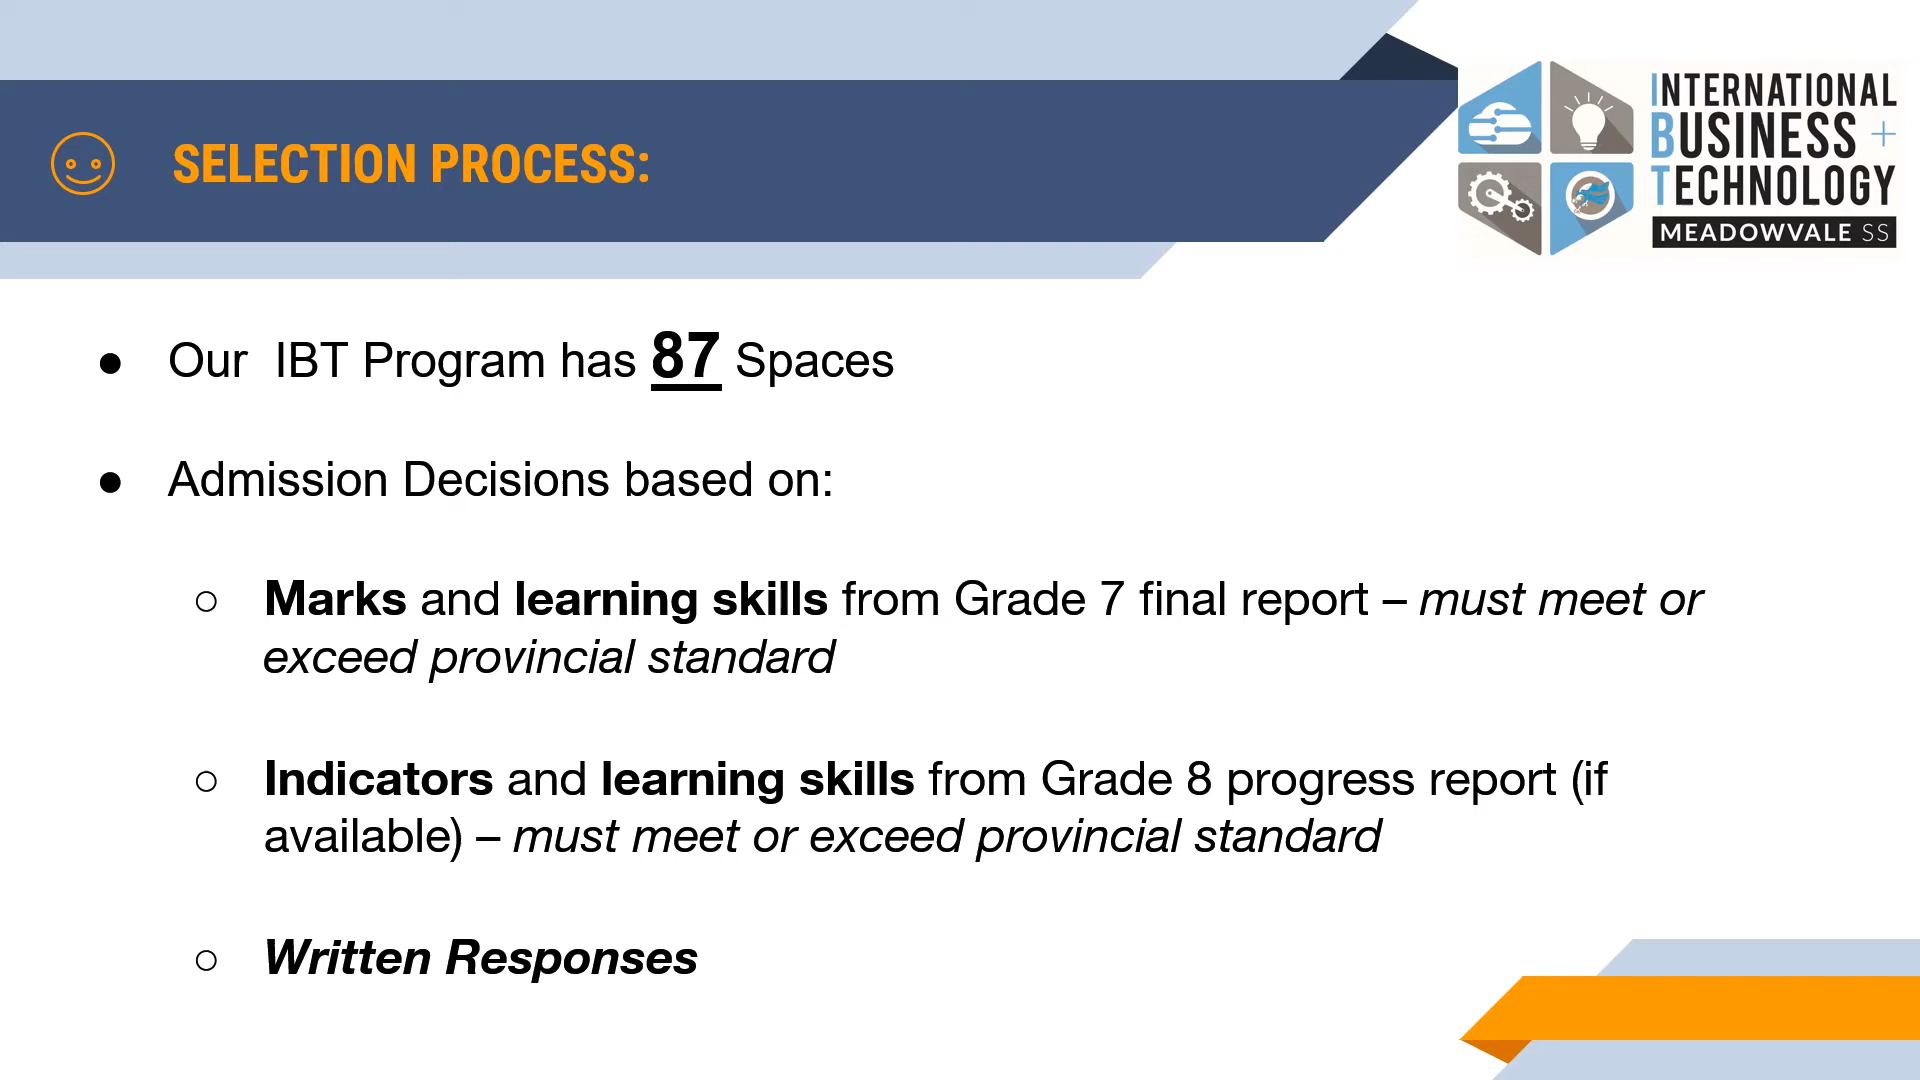 SELECTION PROCESS:
INTERNATIONAL
BUSINESS +
TECHNOLOGY
MEADOWVALE SS
● Our  IBT Program has 87 Spaces
● Admission Decisions based on:
○ Marks and learning skills from Grade 7 final report – must meet or
exceed provincial standard
○ Indicators and learning skills from Grade 8 progress report (if
available) – must meet or exceed provincial standard
○ Written Responses